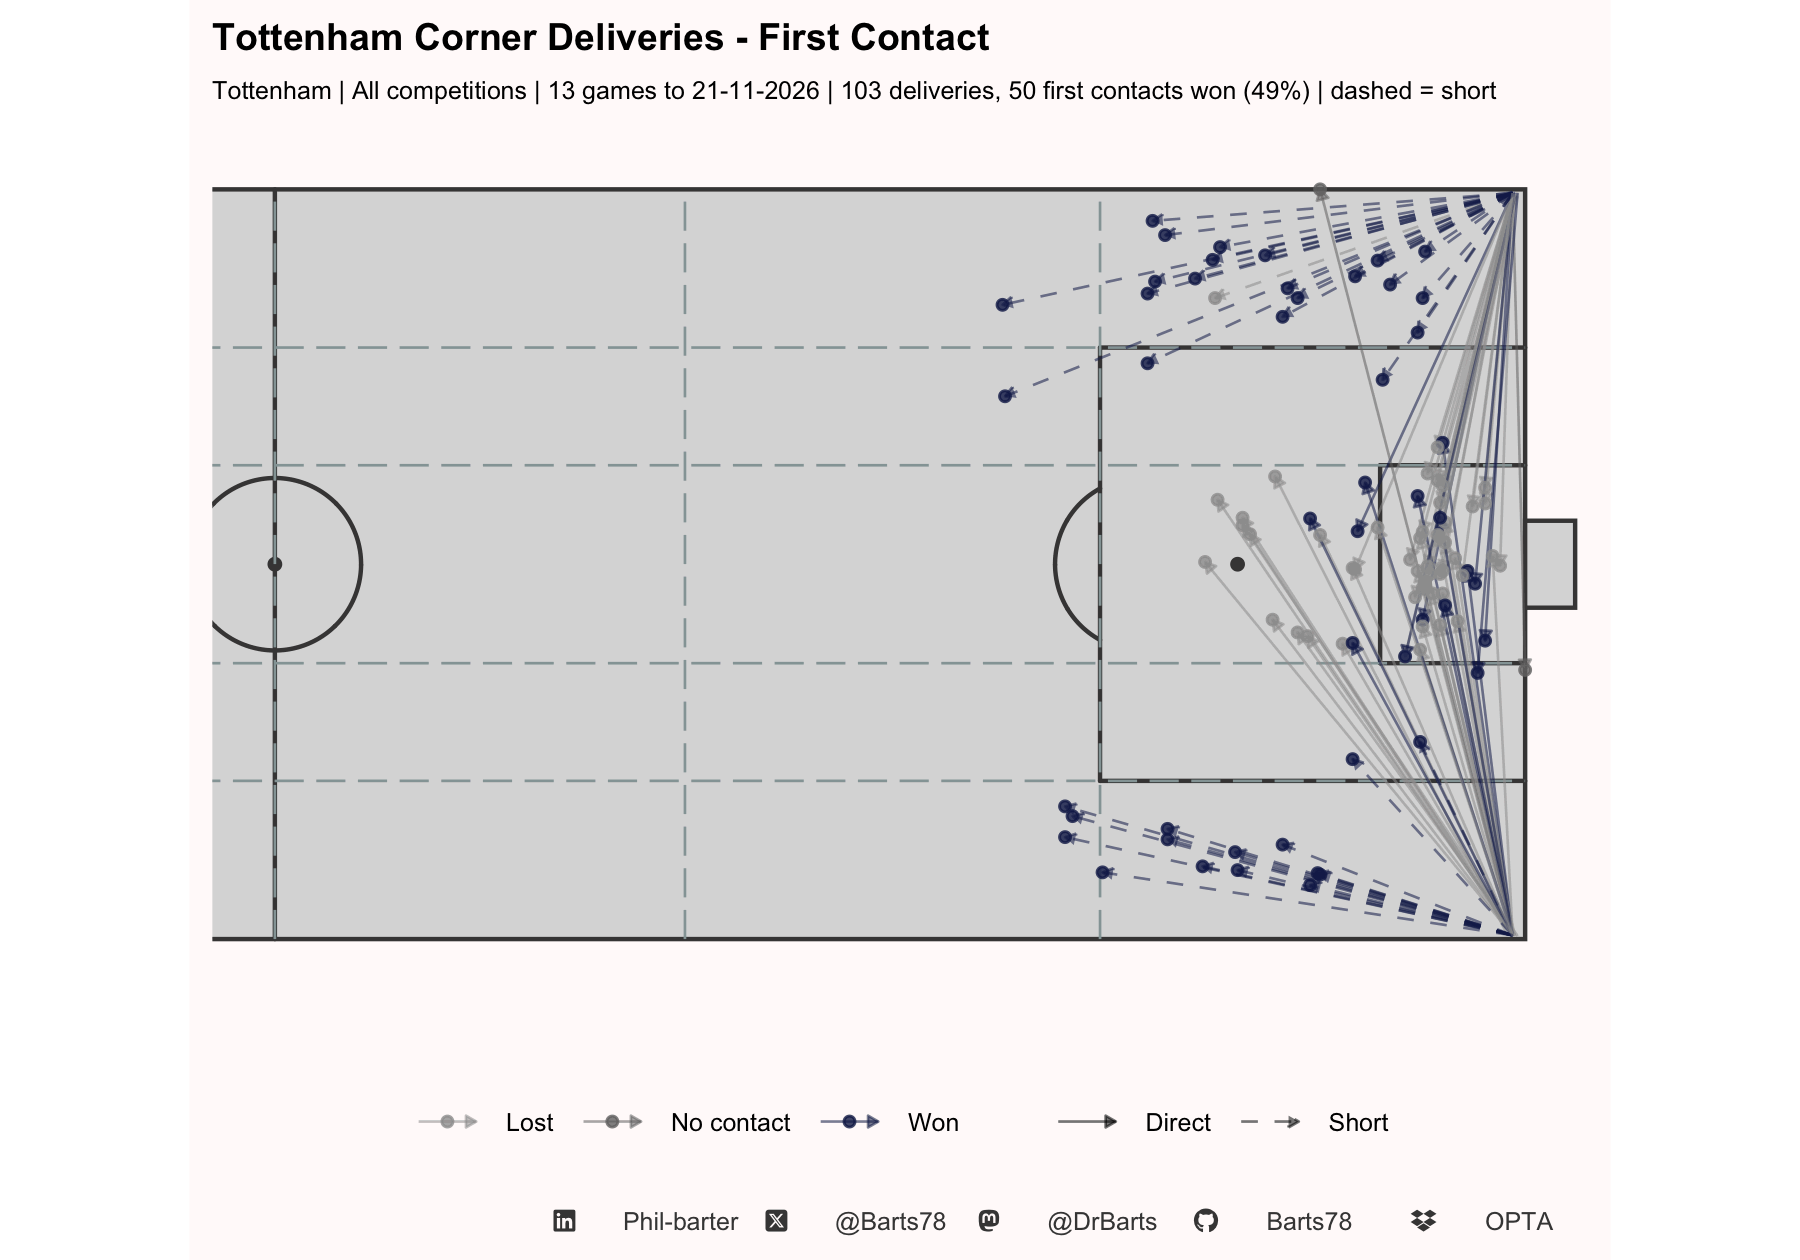 Tottenham Corner Deliveries - First Contact
Tottenham | All competitions | 13 games to 21-11-2026 | 103 deliveries, 50 first contacts won (49%) | dashed = short
Lost No contact Won Direct Short
Phil-barter @Barts78 @DrBarts Barts78 OPTA